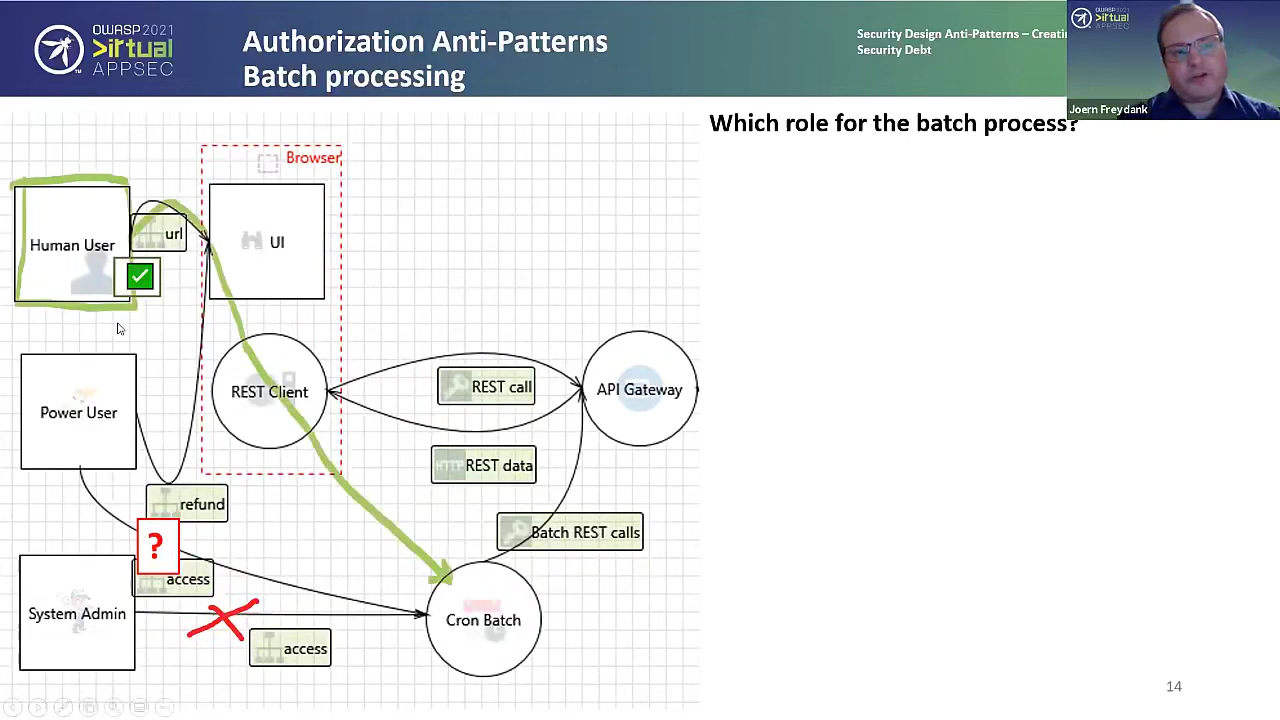 OWASP 2021
Virtual
APPSEC
Authorization Anti-Patterns
Batch processing
Security Design Anti-Patterns – Creati
Security Debt
OWASP 2021
Virtual
APPSEC
Joern Freydank
Which role for the batch process?
Browser
Human User
url
UI
Power User
REST Client
REST call
API Gateway
REST data
refund
Batch REST calls
?
access
System Admin
Cron Batch
access
14